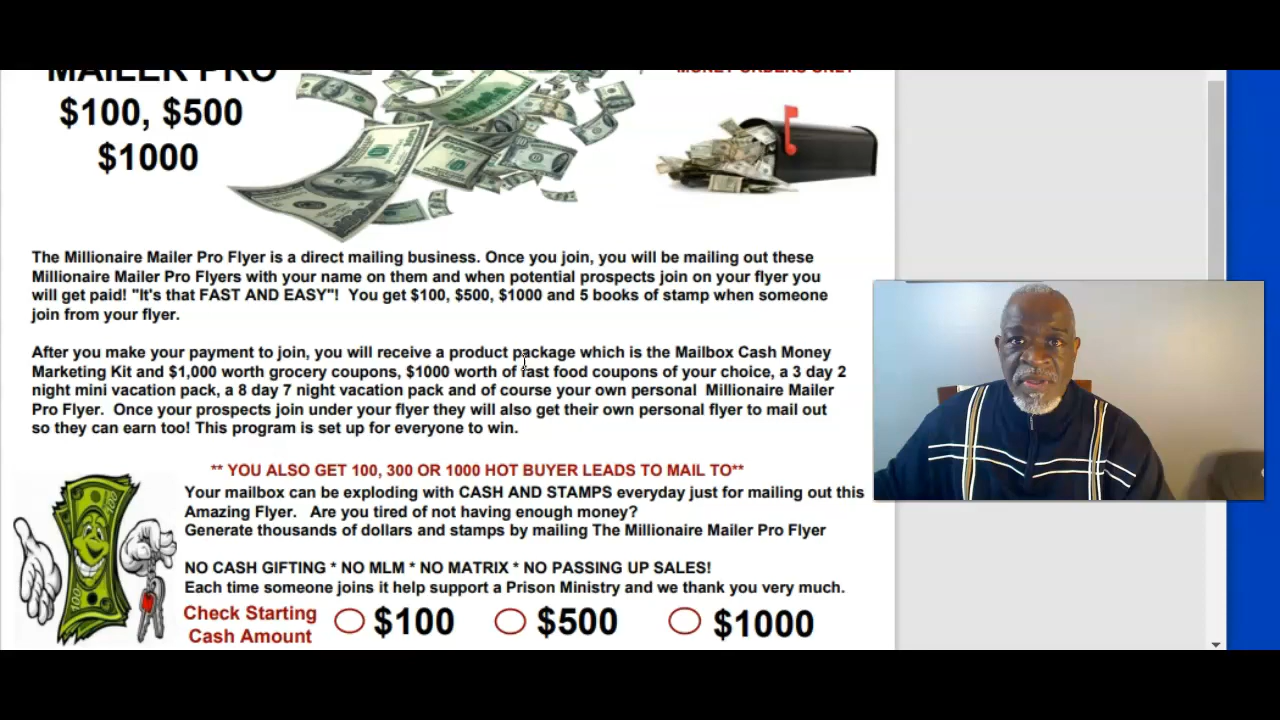 MAILER PRO
$100, $500
$1000
MONEY ORDERS ONLY
The Millionaire Mailer Pro Flyer is a direct mailing business. Once you join, you will be mailing out these
Millionaire Mailer Pro Flyers with your name on them and when potential prospects join on your flyer you
will get paid! "It's that FAST AND EASY"! You get $100, $500, $1000 and 5 books of stamp when someone
join from your flyer.
After you make your payment to join, you will receive a product package which is the Mailbox Cash Money
Marketing Kit and $1,000 worth grocery coupons, $1000 worth of fast food coupons of your choice, a 3 day 2
night mini vacation pack, a 8 day 7 night vacation pack and of course your own personal Millionaire Mailer
Pro Flyer. Once your prospects join under your flyer they will also get their own personal flyer to mail out
so they can earn too! This program is set up for everyone to win.
** YOU ALSO GET 100, 300 OR 1000 HOT BUYER LEADS TO MAIL TO**
Your mailbox can be exploding with CASH AND STAMPS everyday just for mailing out this
Amazing Flyer. Are you tired of not having enough money?
Generate thousands of dollars and stamps by mailing The Millionaire Mailer Pro Flyer
NO CASH GIFTING * NO MLM * NO MATRIX * NO PASSING UP SALES!
Each time someone joins it help support a Prison Ministry and we thank you very much.
Check Starting
Cash Amount
$100
$500
$1000
100
100